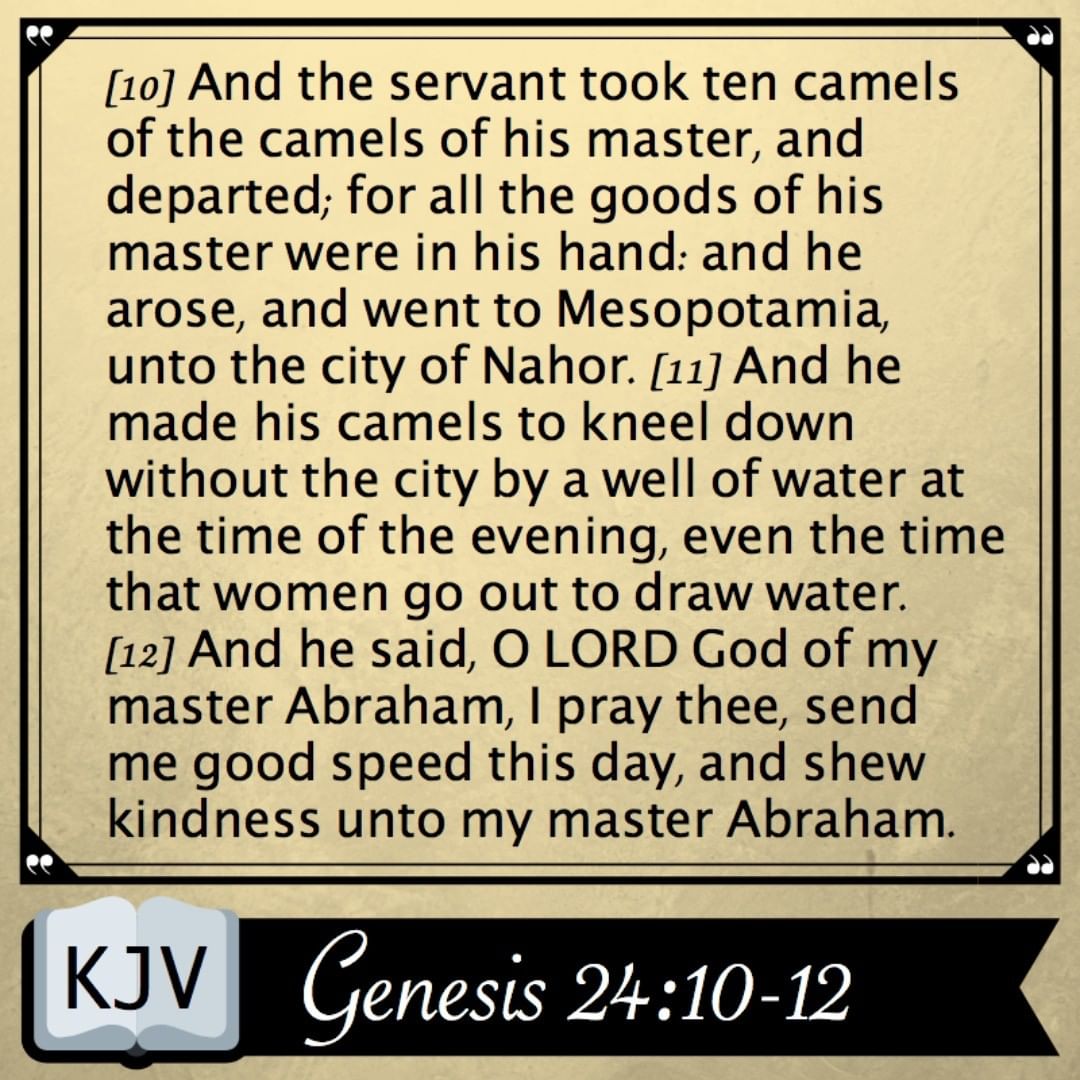 [10] And the servant took ten camels
of the camels of his master, and
departed; for all the goods of his
master were in his hand: and he
arose, and went to Mesopotamia,
unto the city of Nahor. [11] And he
made his camels to kneel down
without the city by a well of water at
the time of the evening, even the time
that women go out to draw water.
[12] And he said, O LORD God of my
master Abraham, I pray thee, send
me good speed this day, and shew
kindness unto my master Abraham.
KJV
Genesis 24:10-12